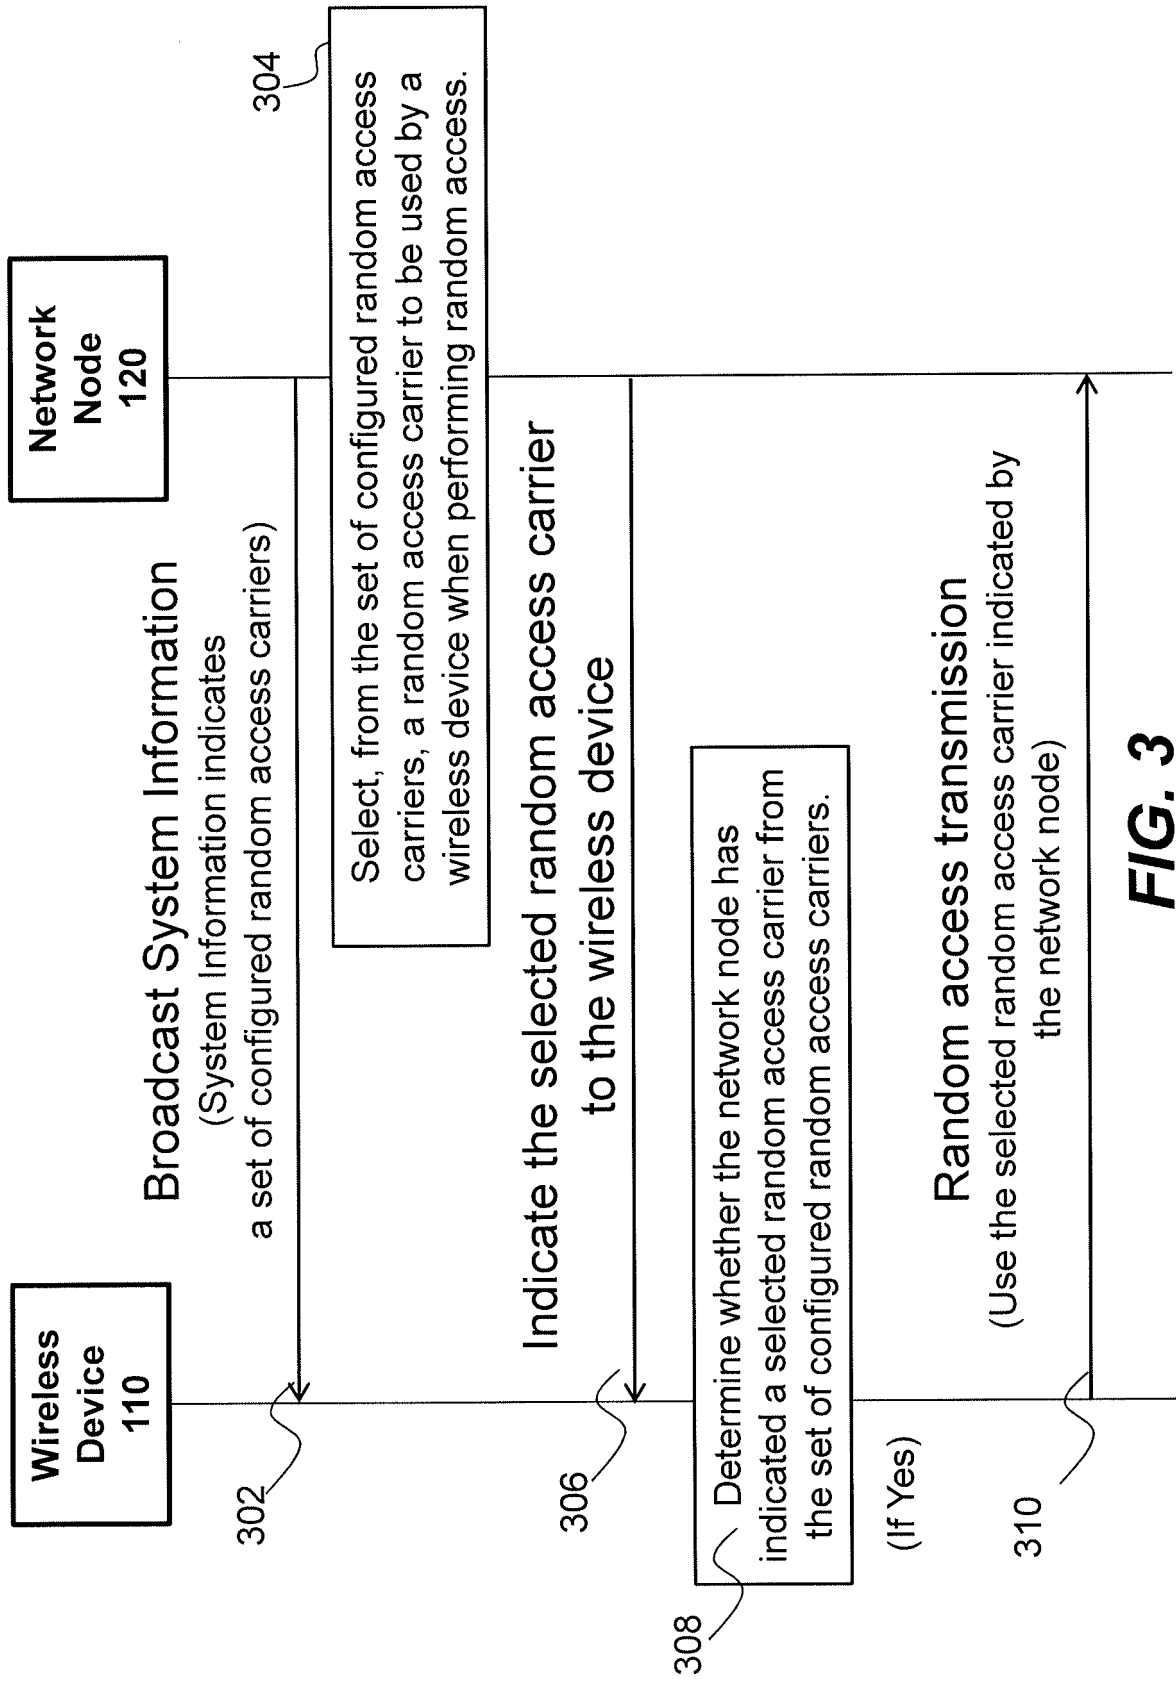 Wireless
Device
110
Network
Node
120
Broadcast System Information
(System Information indicates
a set of configured random access carriers)
302
304
Select, from the set of configured random access
carriers, a random access carrier to be used by a
wireless device when performing random access.
Indicate the selected random access carrier
to the wireless device
306
308
Determine whether the network node has
indicated a selected random access carrier from
the set of configured random access carriers.
(If Yes)
Random access transmission
(Use the selected random access carrier indicated by
the network node)
310
FIG. 3